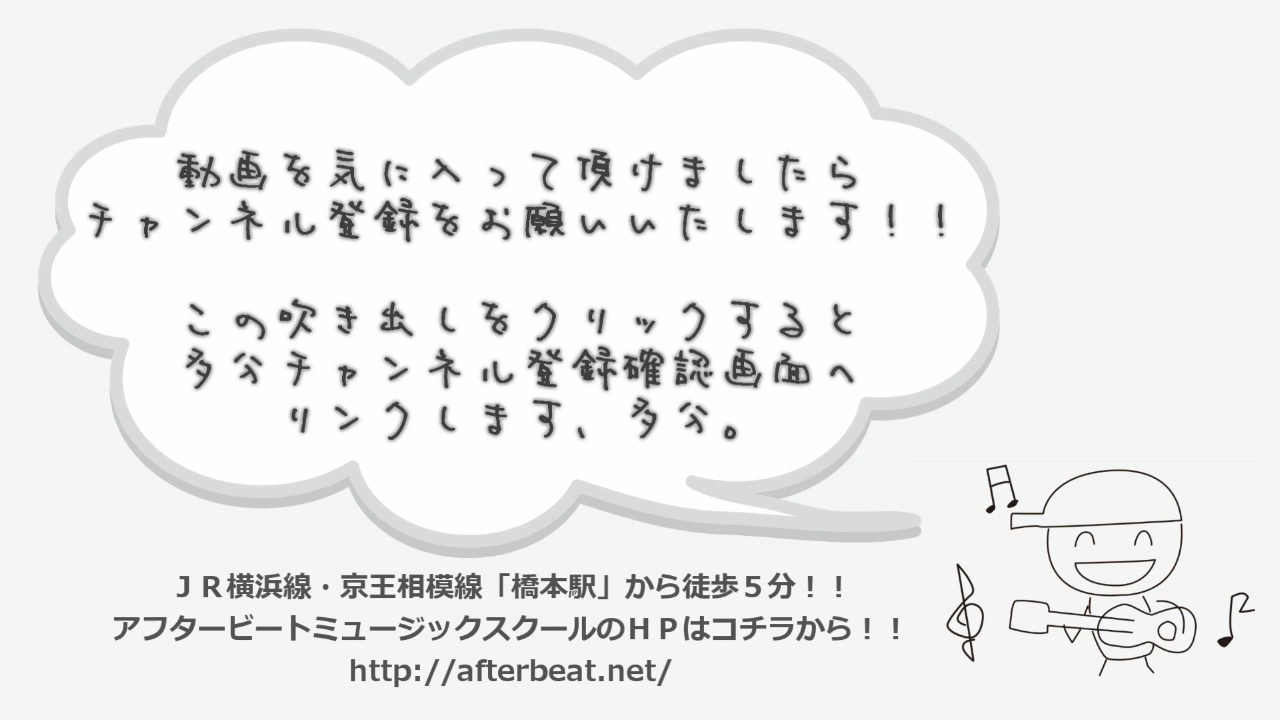 動画を気に入って頂けましたら
チャンネル登録をお願いいたします！！
この吹き出しをクリックすると
多分チャンネル登録確認画面へ
リンクします、多分。
ＪＲ横浜線・京王相模線「橋本駅」から徒歩５分！！
アフタービートミュージックスクールのＨＰはコチラから！！
http://afterbeat.net/